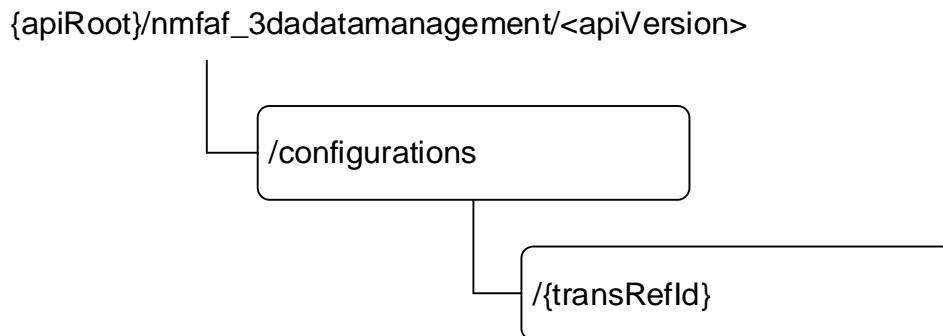 {apiRoot}/nmfaf_3dadatamanagement/<apiVersion>
/configurations
/{transRefId}